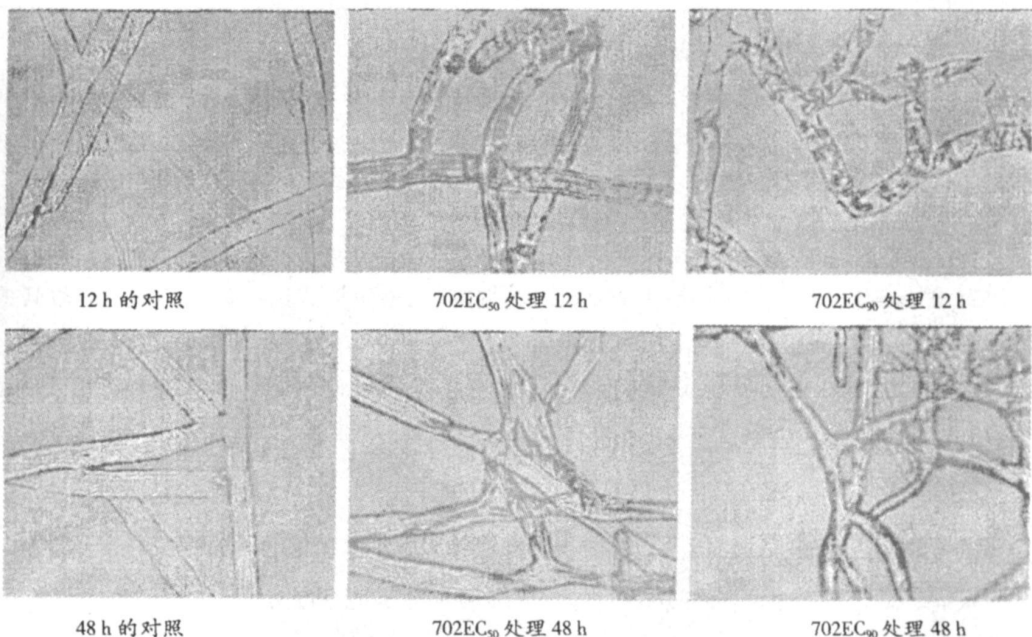 12 h 的对照
702EC₅₀ 处理 12 h
702EC₉₀ 处理 12 h
48 h 的对照
702EC₅₀ 处理 48 h
702EC₉₀ 处理 48 h